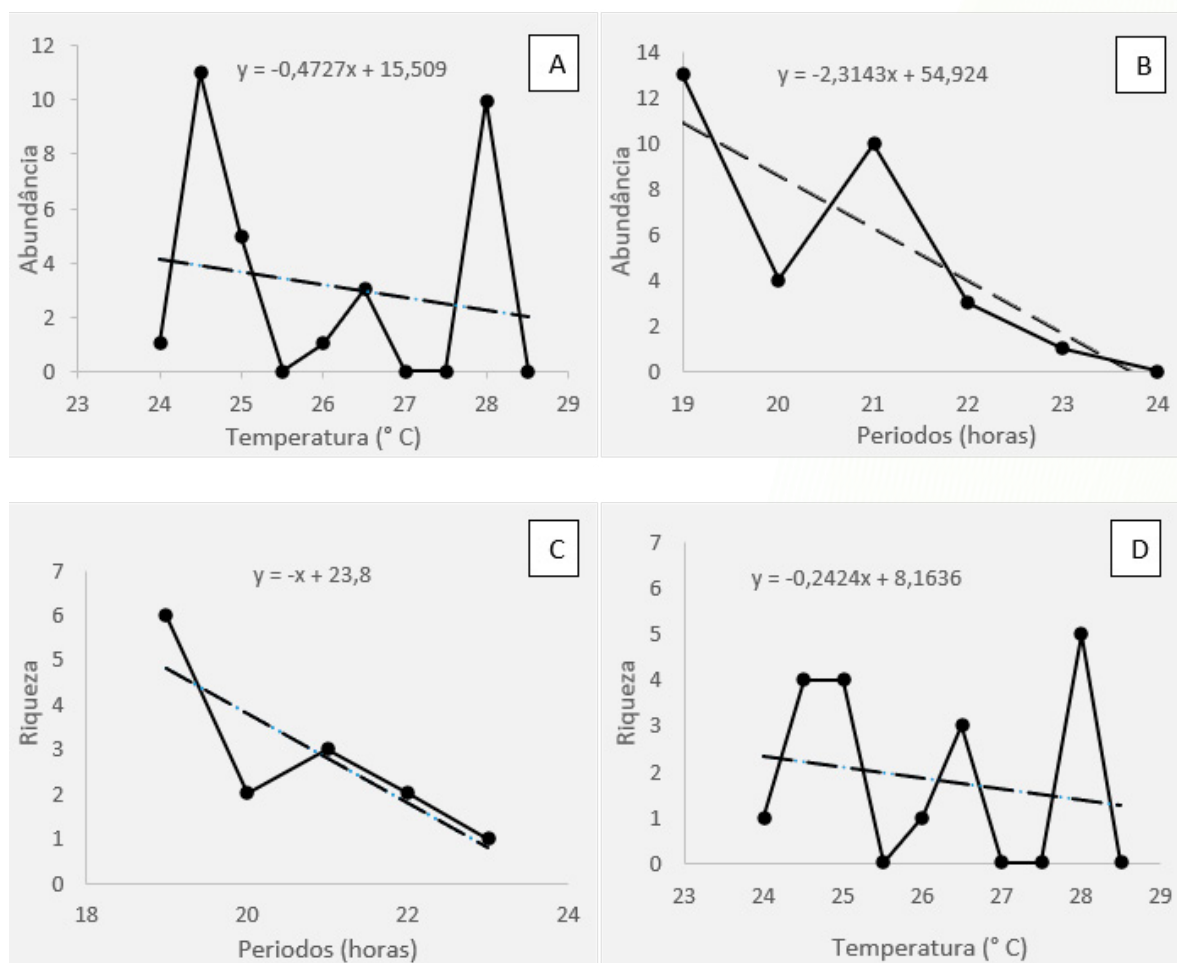 A
y = -0,4727x + 15,509
12
10
8
6
4
2
0
Abundância
23 24 25 26 27 28 29
Temperatura (° C)
B
y = -2,3143x + 54,924
14
12
10
8
6
4
2
0
Abundância
19 20 21 22 23 24
Periodos (horas)
C
y = -x + 23,8
7
6
5
4
3
2
1
0
Riqueza
18 20 22 24
Periodos (horas)
D
y = -0,2424x + 8,1636
7
6
5
4
3
2
1
0
Riqueza
23 24 25 26 27 28 29
Temperatura (° C)